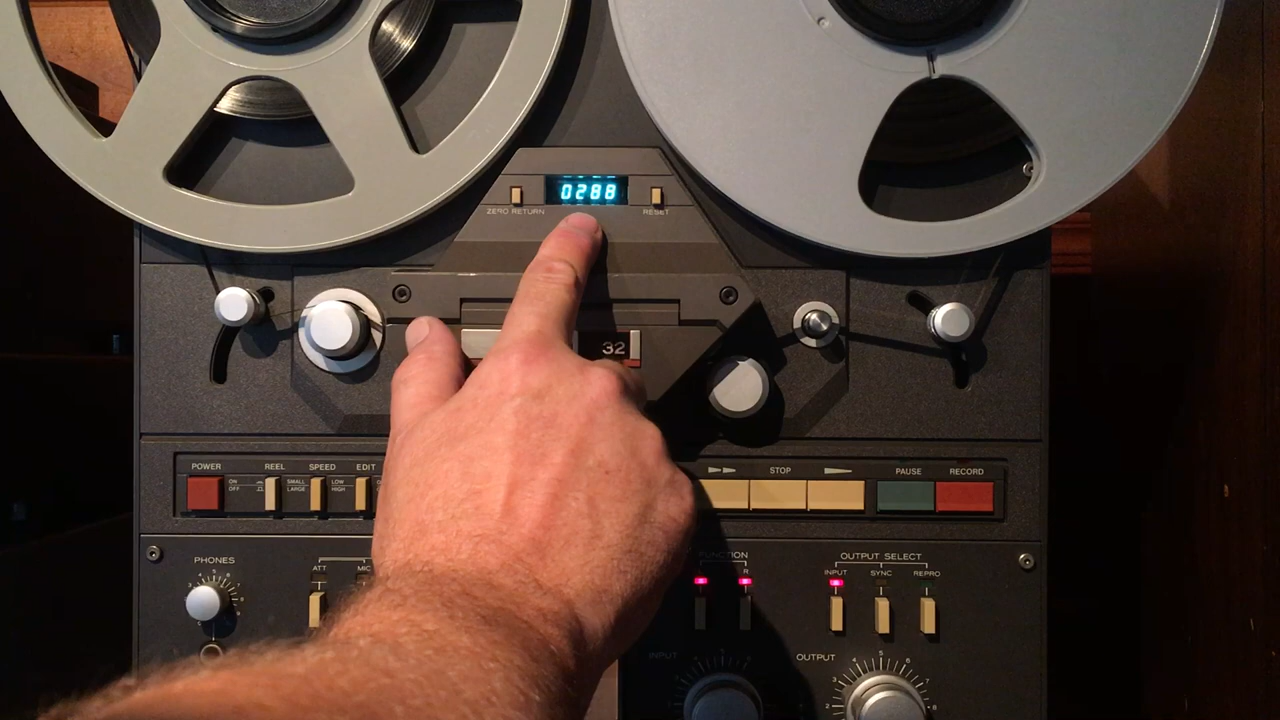 0288
ZERO RETURN
RESET
32
POWER
REEL
SPEED
EDIT
STOP
PAUSE
RECORD
ON
OFF
SMALL
LARGE
LOW
HIGH
PHONES
ATT
MIC
FUNCTION
R
OUTPUT SELECT
INPUT
SYNC
REPRO
INPUT
OUTPUT